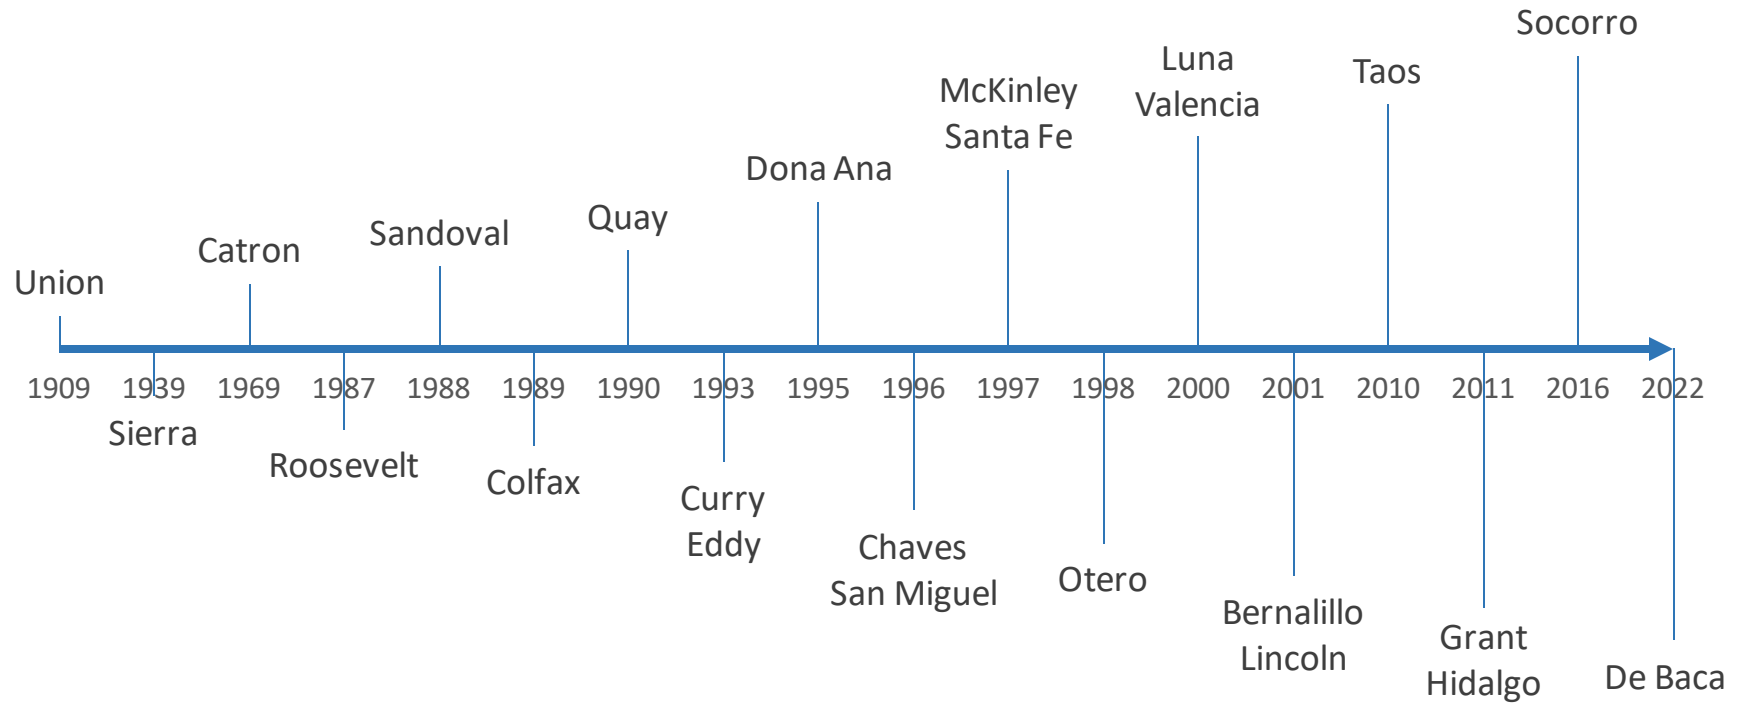 Socorro
Luna
Valencia
Taos
McKinley
Santa Fe
Dona Ana
Quay
Sandoval
Catron
Union
1909 1939 1969 1987 1988 1989 1990 1993 1995 1996 1997 1998 2000 2001 2010 2011 2016 2022
Sierra
Roosevelt
Colfax
Curry
Eddy
Chaves
San Miguel
Otero
Bernalillo
Lincoln
Grant
Hidalgo
De Baca